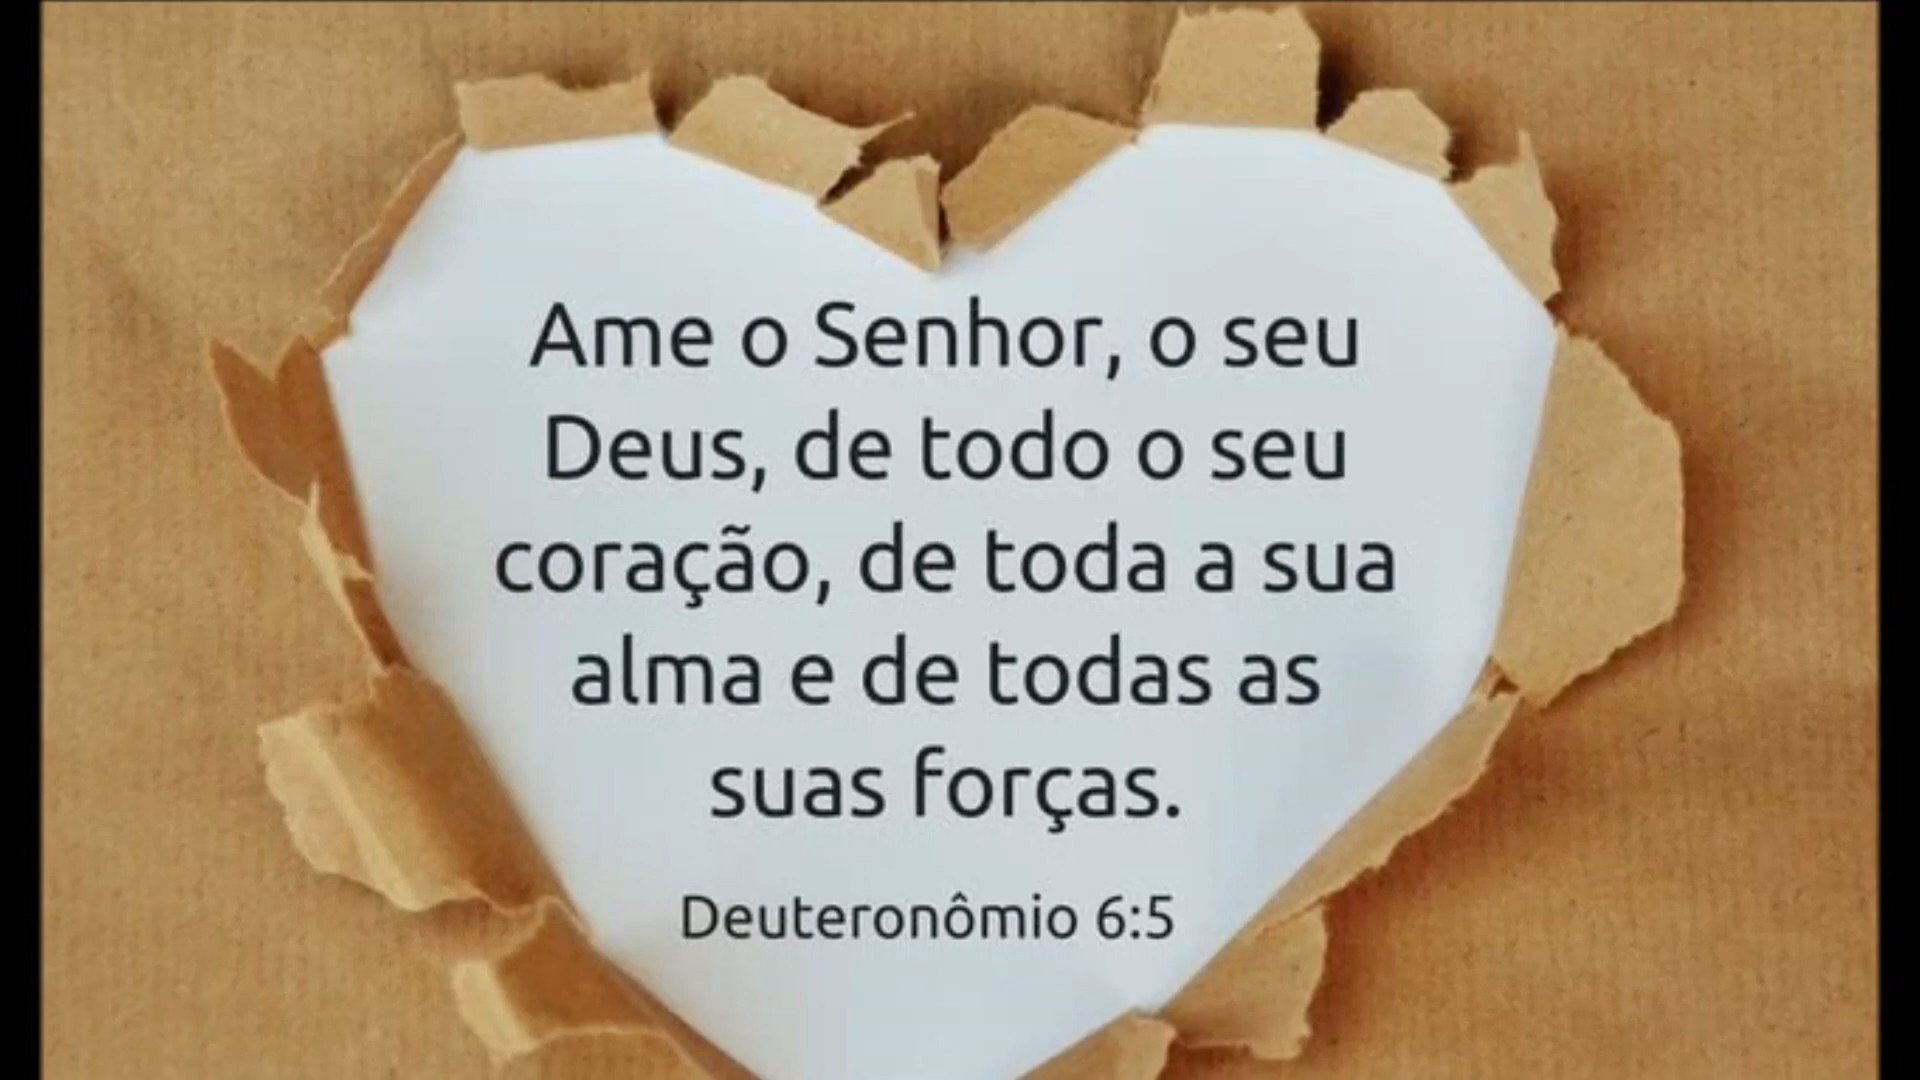 Ame o Senhor, o seu
Deus, de todo o seu
coração, de toda a sua
alma e de todas as
suas forças.
Deuteronômio 6:5